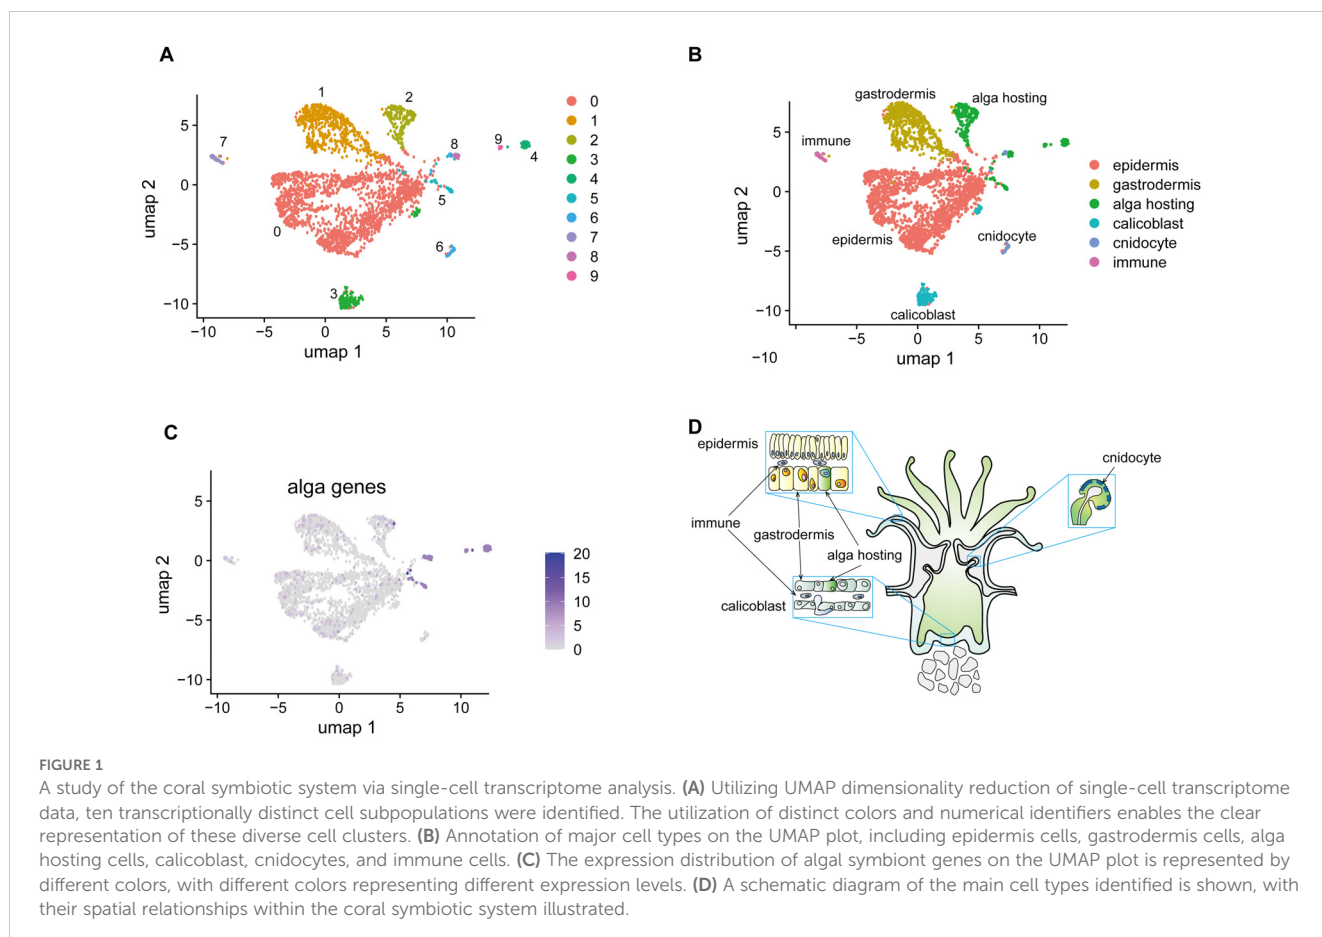 A
1
2
7
8
9
4
5
0
6
3
5
0
−5
−10
umap 2
−10
−5
0
5
10
umap 1
0
1
2
3
4
5
6
7
8
9
B
gastrodermis
alga hosting
immune
epidermis
cnidocyte
calicoblast
5
0
−5
−10
umap 2
0
5
10
−10
umap 1
epidermis
gastrodermis
alga hosting
calicoblast
cnidocyte
immune
C
alga genes
5
0
−5
−10
umap 2
−10
−5
0
5
10
umap 1
20
15
10
5
0
D
epidermis
cnidocyte
immune
gastrodermis
alga hosting
calicoblast
FIGURE 1
A study of the coral symbiotic system via single-cell transcriptome analysis. (A) Utilizing UMAP dimensionality reduction of single-cell transcriptome
data, ten transcriptionally distinct cell subpopulations were identified. The utilization of distinct colors and numerical identifiers enables the clear
representation of these diverse cell clusters. (B) Annotation of major cell types on the UMAP plot, including epidermis cells, gastrodermis cells, alga
hosting cells, calicoblast, cnidocytes, and immune cells. (C) The expression distribution of algal symbiont genes on the UMAP plot is represented by
different colors, with different colors representing different expression levels. (D) A schematic diagram of the main cell types identified is shown, with
their spatial relationships within the coral symbiotic system illustrated.